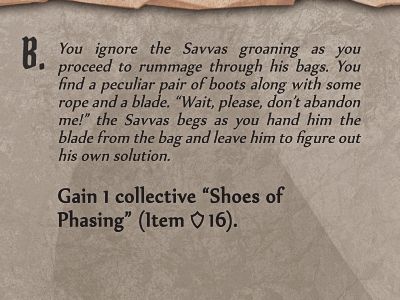 B. You ignore the Savvas groaning as you
proceed to rummage through his bags. You
find a peculiar pair of boots along with some
rope and a blade. “Wait, please, don’t abandon
me!” the Savvas begs as you hand him the
blade from the bag and leave him to figure out
his own solution.
Gain 1 collective “Shoes of
Phasing” (Item 16).